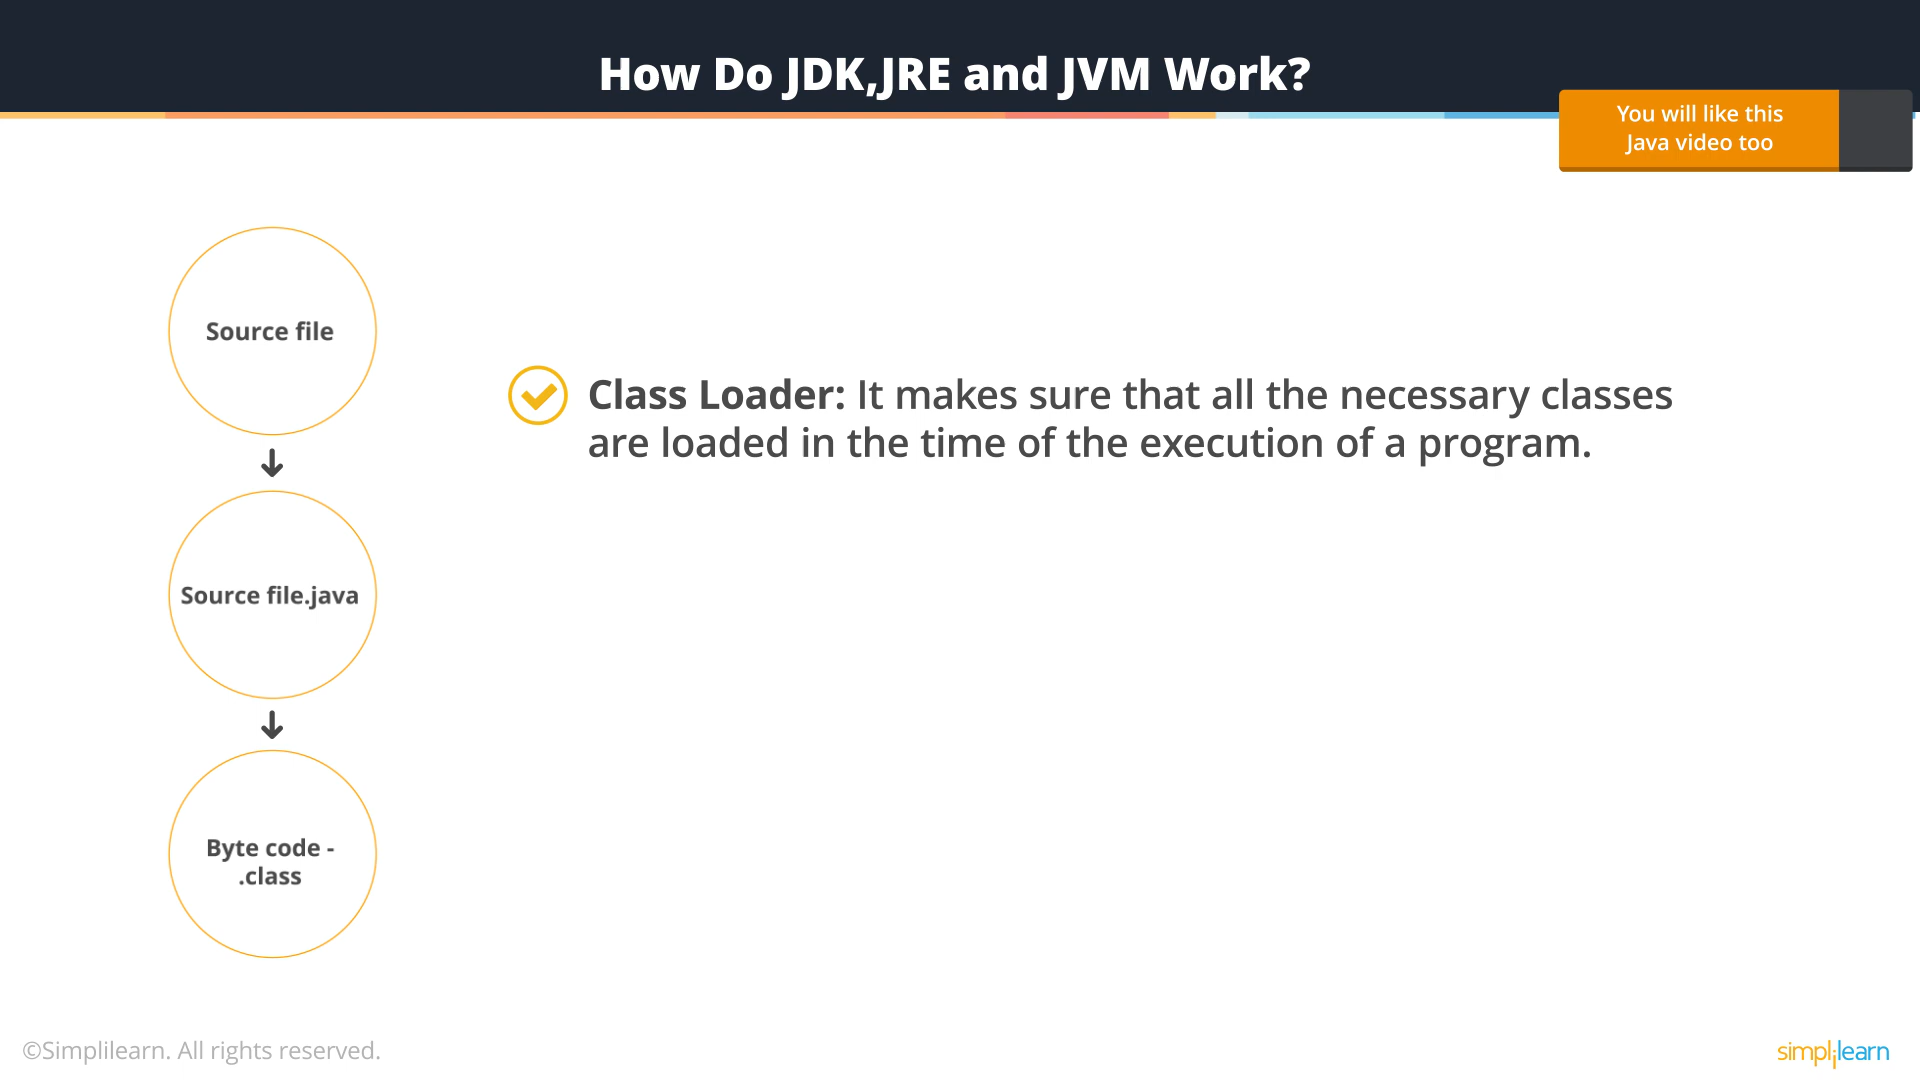 How Do JDK,JRE and JVM Work?
You will like this
Java video too
Source file
Class Loader: It makes sure that all the necessary classes
are loaded in the time of the execution of a program.
Source file.java
Byte code -
.class
©Simplilearn. All rights reserved.
simplilearn